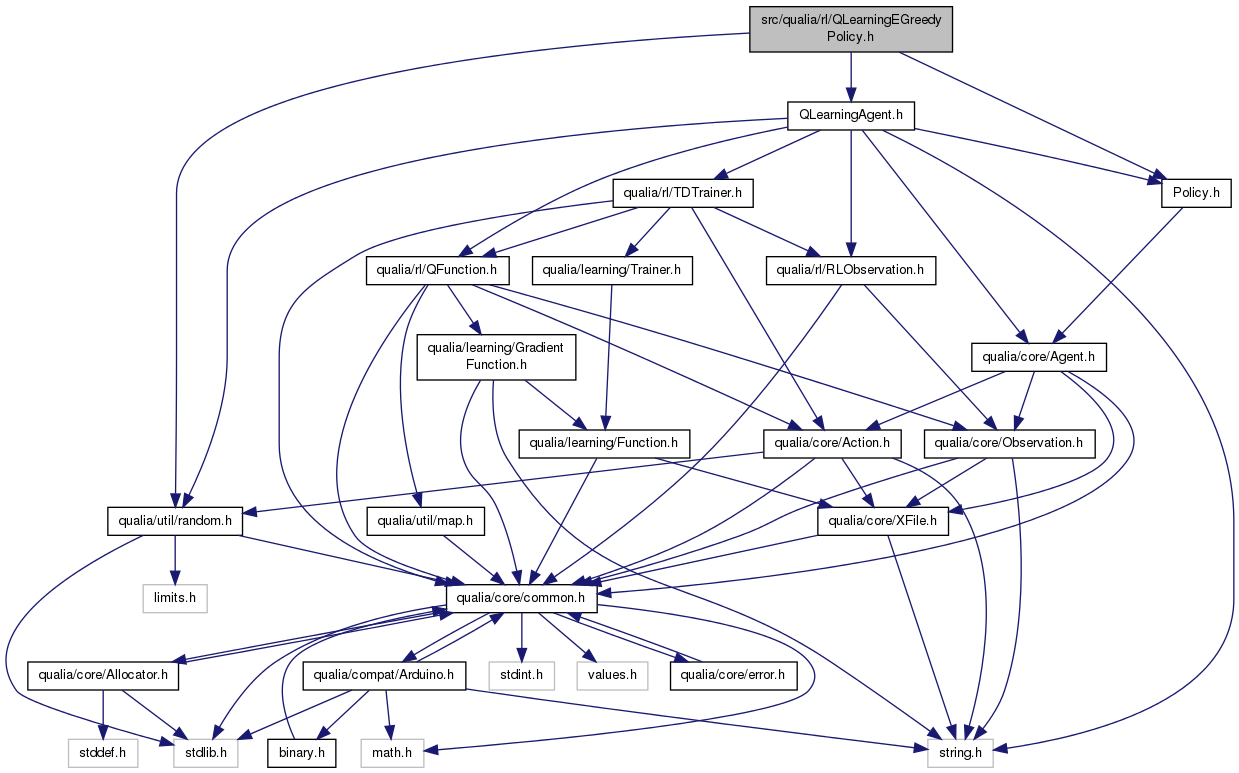 src/qualia/rl/QLearningEGreedy
Policy.h
QLearningAgent.h
qualia/rl/TDTrainer.h
Policy.h
qualia/rl/QFunction.h
qualia/learning/Trainer.h
qualia/rl/RLObservation.h
qualia/learning/Gradient
Function.h
qualia/core/Agent.h
qualia/learning/Function.h
qualia/core/Action.h
qualia/core/Observation.h
qualia/util/random.h
qualia/util/map.h
qualia/core/XFile.h
limits.h
qualia/core/common.h
qualia/core/Allocator.h
qualia/compat/Arduino.h
stdint.h
values.h
qualia/core/error.h
stddef.h
stdlib.h
binary.h
math.h
string.h